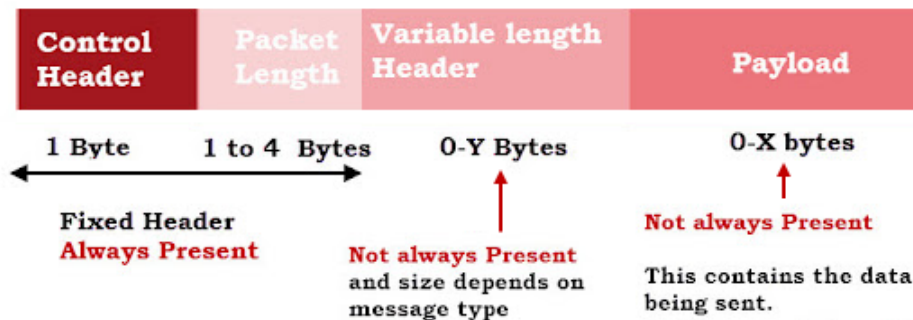 Control
Header
Packet
Length
Variable length
Header
Payload
1 Byte
1 to 4 Bytes
0-Y Bytes
0-X bytes
Fixed Header
Always Present
Not always Present
and size depends on
message type
Not always Present
This contains the data
being sent.